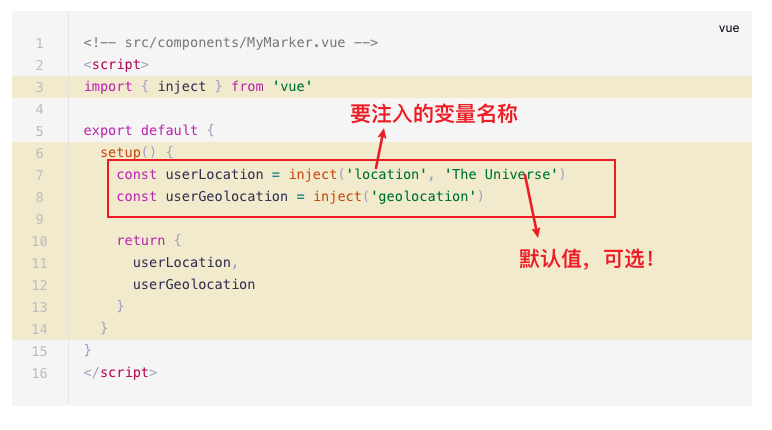 vue
1 <!-- src/components/MyMarker.vue -->
2 <script>
3 import { inject } from 'vue'
4
要注入的变量名称
5 export default {
6   setup() {
7     const userLocation = inject('location', 'The Universe')
8     const userGeolocation = inject('geolocation')
9
10     return {
11       userLocation,
默认值，可选！
12       userGeolocation
13     }
14   }
15 }
16 </script>